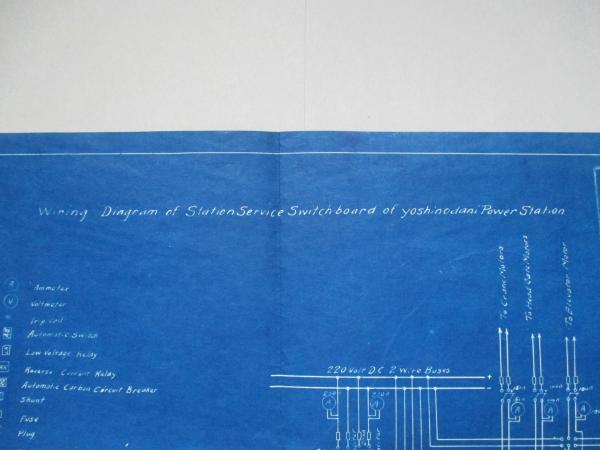 Wiring Diagram of Station Service Switchboard of Yoshinodani Power Station
A Ammeter
V Voltmeter
Trip Coil
Automatic Switch
Low Voltage Relay
Reverse Current Relay
Automatic Carbon Circuit Breaker
Shunt
Fuse
Plug
To Crane Motors
To Head Gate Motors
To Elevator Motor
220 Volt D.C. 2 Wire Buses
+
-
A
A
A
A
A